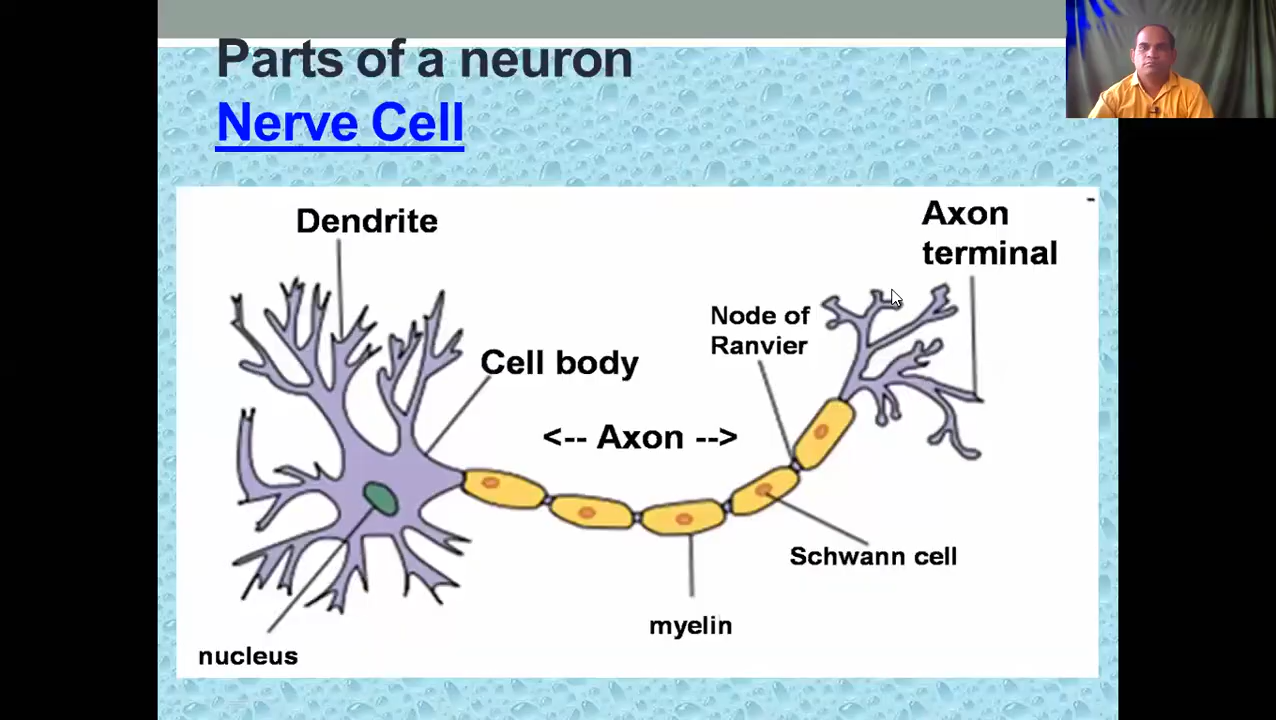 Parts of a neuron
Nerve Cell
Dendrite
Axon
terminal
Node of
Ranvier
Cell body
<-- Axon -->
Schwann cell
myelin
nucleus